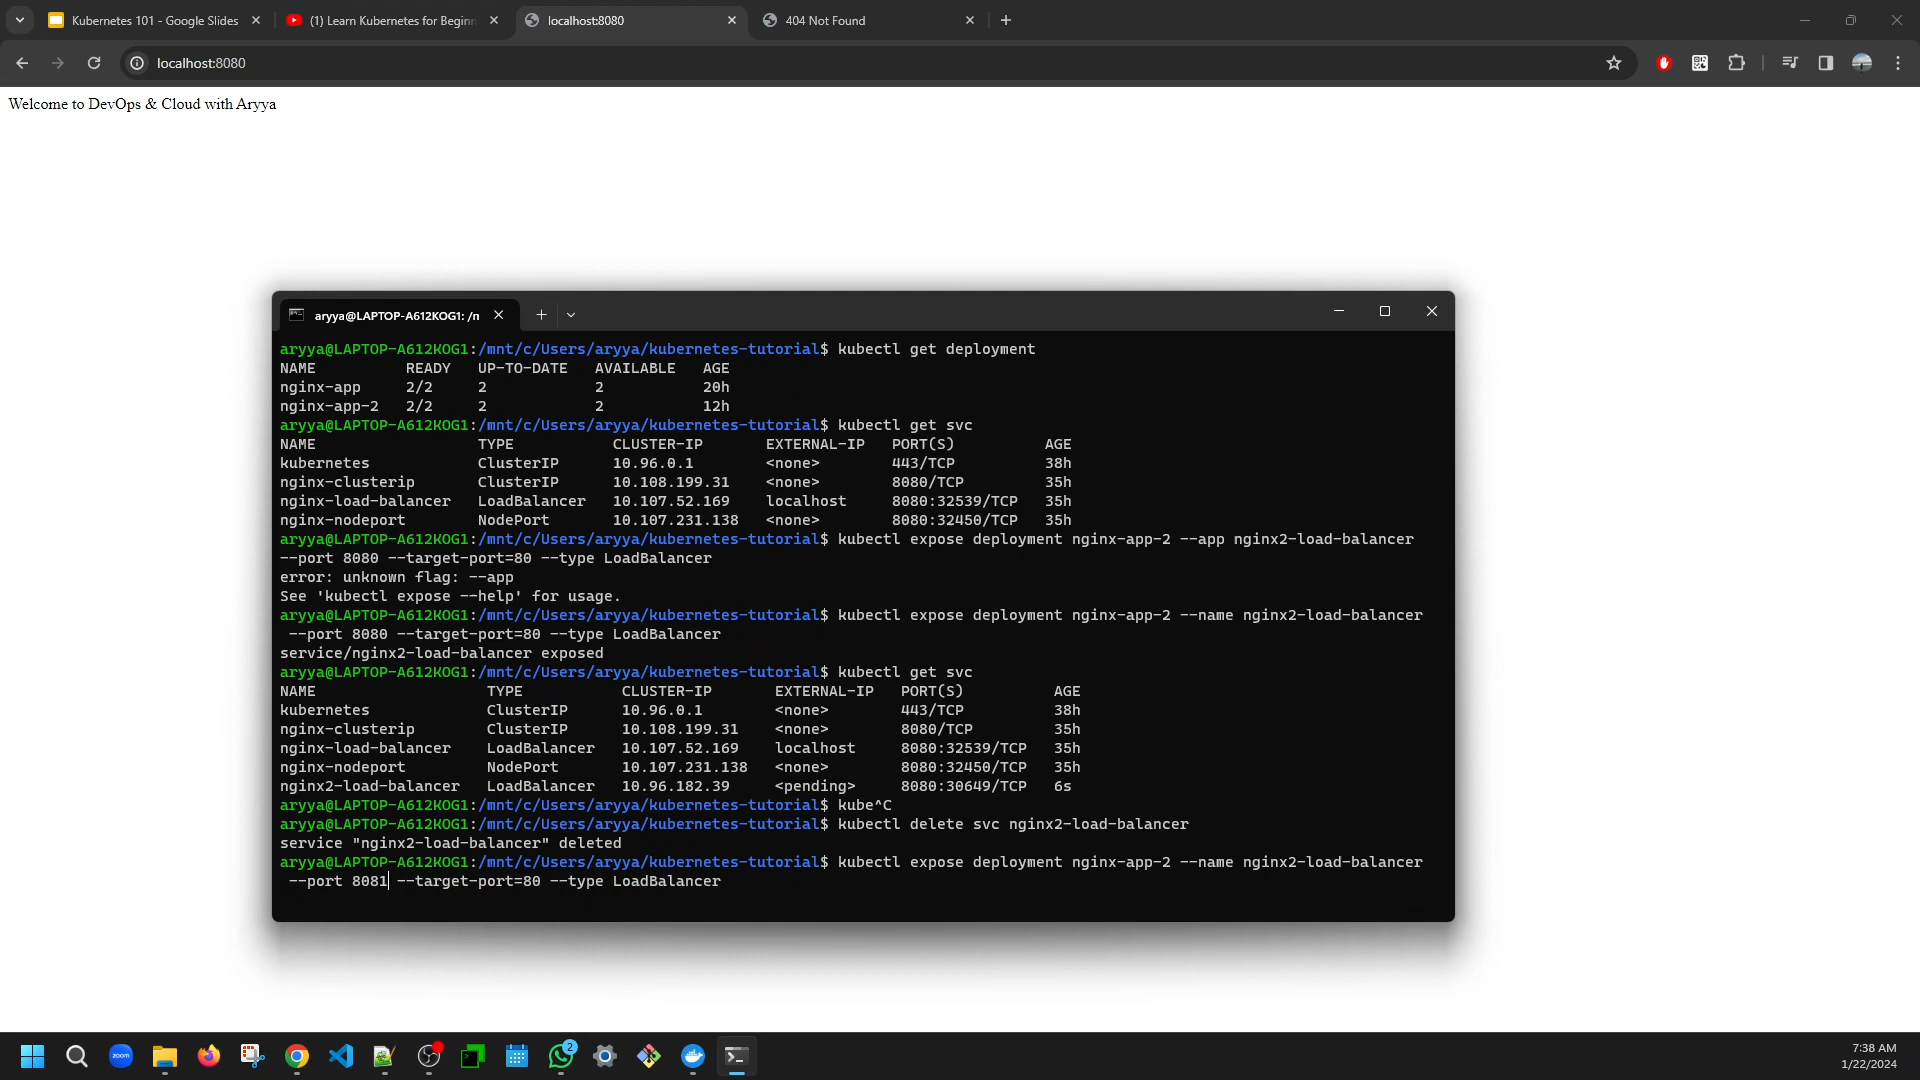 Kubernetes 101 - Google Slides
(1) Learn Kubernetes for Beginn
localhost:8080
404 Not Found
localhost:8080
Welcome to DevOps & Cloud with Aryya
aryya@LAPTOP-A612KOG1: /n
aryya@LAPTOP-A612KOG1:/mnt/c/Users/aryya/kubernetes-tutorial$ kubectl get deployment
NAME READY UP-TO-DATE AVAILABLE AGE
nginx-app 2/2 2 2 20h
nginx-app-2 2/2 2 2 12h
aryya@LAPTOP-A612KOG1:/mnt/c/Users/aryya/kubernetes-tutorial$ kubectl get svc
NAME TYPE CLUSTER-IP EXTERNAL-IP PORT(S) AGE
kubernetes ClusterIP 10.96.0.1 <none> 443/TCP 38h
nginx-clusterip ClusterIP 10.108.199.31 <none> 8080/TCP 35h
nginx-load-balancer LoadBalancer 10.107.52.169 localhost 8080:32539/TCP 35h
nginx-nodeport NodePort 10.107.231.138 <none> 8080:32450/TCP 35h
aryya@LAPTOP-A612KOG1:/mnt/c/Users/aryya/kubernetes-tutorial$ kubectl expose deployment nginx-app-2 --app nginx2-load-balancer
--port 8080 --target-port=80 --type LoadBalancer
error: unknown flag: --app
See 'kubectl expose --help' for usage.
aryya@LAPTOP-A612KOG1:/mnt/c/Users/aryya/kubernetes-tutorial$ kubectl expose deployment nginx-app-2 --name nginx2-load-balancer
--port 8080 --target-port=80 --type LoadBalancer
service/nginx2-load-balancer exposed
aryya@LAPTOP-A612KOG1:/mnt/c/Users/aryya/kubernetes-tutorial$ kubectl get svc
NAME TYPE CLUSTER-IP EXTERNAL-IP PORT(S) AGE
kubernetes ClusterIP 10.96.0.1 <none> 443/TCP 38h
nginx-clusterip ClusterIP 10.108.199.31 <none> 8080/TCP 35h
nginx-load-balancer LoadBalancer 10.107.52.169 localhost 8080:32539/TCP 35h
nginx-nodeport NodePort 10.107.231.138 <none> 8080:32450/TCP 35h
nginx2-load-balancer LoadBalancer 10.96.182.39 <pending> 8080:30649/TCP 6s
aryya@LAPTOP-A612KOG1:/mnt/c/Users/aryya/kubernetes-tutorial$ kube^C
aryya@LAPTOP-A612KOG1:/mnt/c/Users/aryya/kubernetes-tutorial$ kubectl delete svc nginx2-load-balancer
service "nginx2-load-balancer" deleted
aryya@LAPTOP-A612KOG1:/mnt/c/Users/aryya/kubernetes-tutorial$ kubectl expose deployment nginx-app-2 --name nginx2-load-balancer
--port 8081 --target-port=80 --type LoadBalancer
zoom
2
7:38 AM
1/22/2024